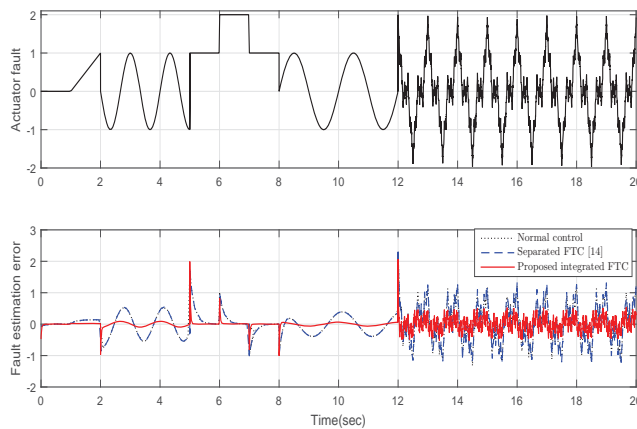 Actuator fault
2
1
0
-1
-2
0 2 4 6 8 10 12 14 16 18 20
Fault estimation error
3
2
1
0
-1
-2
Normal control
Separated FTC [14]
Proposed integrated FTC
0 2 4 6 8 10 12 14 16 18 20
Time(sec)